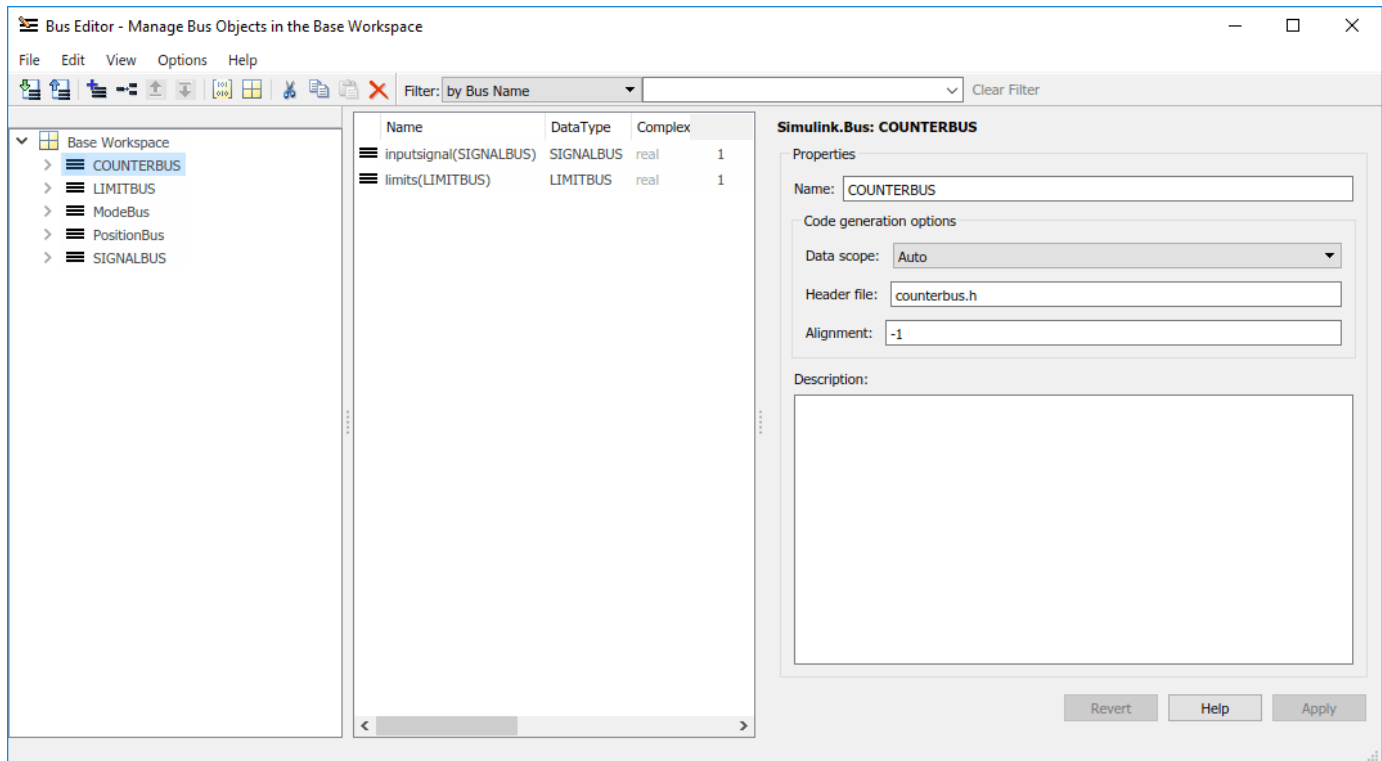 Bus Editor - Manage Bus Objects in the Base Workspace
File Edit View Options Help
Filter: by Bus Name Clear Filter
Base Workspace
COUNTERBUS
LIMITBUS
ModeBus
PositionBus
SIGNALBUS
Name DataType Complex
inputsignal(SIGNALBUS) SIGNALBUS real 1
limits(LIMITBUS) LIMITBUS real 1
Simulink.Bus: COUNTERBUS
Properties
Name: COUNTERBUS
Code generation options
Data scope: Auto
Header file: counterbus.h
Alignment: -1
Description:
Revert Help Apply